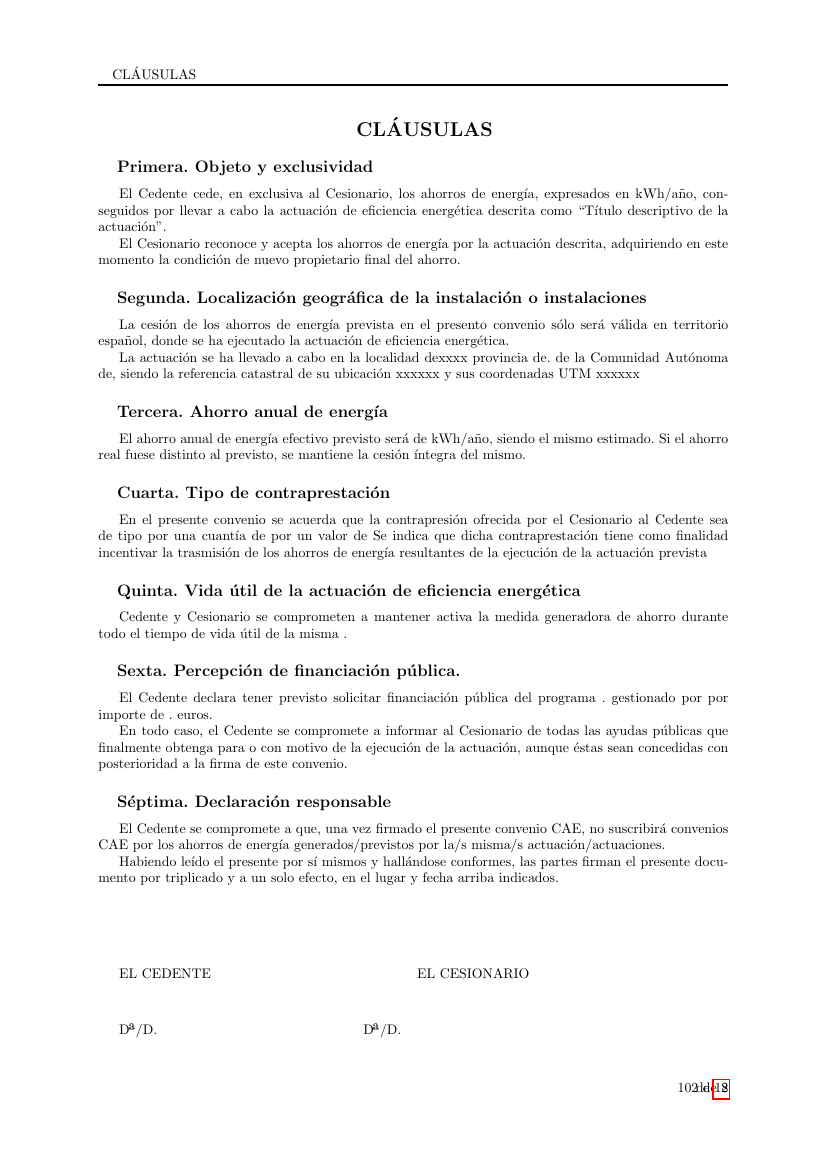 CLÁUSULAS
CLÁUSULAS
Primera. Objeto y exclusividad
El Cedente cede, en exclusiva al Cesionario, los ahorros de energía, expresados en kWh/año, con-
seguidos por llevar a cabo la actuación de eficiencia energética descrita como “Título descriptivo de la
actuación”.
El Cesionario reconoce y acepta los ahorros de energía por la actuación descrita, adquiriendo en este
momento la condición de nuevo propietario final del ahorro.
Segunda. Localización geográfica de la instalación o instalaciones
La cesión de los ahorros de energía prevista en el presento convenio sólo será válida en territorio
español, donde se ha ejecutado la actuación de eficiencia energética.
La actuación se ha llevado a cabo en la localidad dexxxx provincia de. de la Comunidad Autónoma
de, siendo la referencia catastral de su ubicación xxxxxx y sus coordenadas UTM xxxxxx
Tercera. Ahorro anual de energía
El ahorro anual de energía efectivo previsto será de kWh/año, siendo el mismo estimado. Si el ahorro
real fuese distinto al previsto, se mantiene la cesión íntegra del mismo.
Cuarta. Tipo de contraprestación
En el presente convenio se acuerda que la contrapresión ofrecida por el Cesionario al Cedente sea
de tipo por una cuantía de por un valor de Se indica que dicha contraprestación tiene como finalidad
incentivar la trasmisión de los ahorros de energía resultantes de la ejecución de la actuación prevista
Quinta. Vida útil de la actuación de eficiencia energética
Cedente y Cesionario se comprometen a mantener activa la medida generadora de ahorro durante
todo el tiempo de vida útil de la misma .
Sexta. Percepción de financiación pública.
El Cedente declara tener previsto solicitar financiación pública del programa . gestionado por por
importe de . euros.
En todo caso, el Cedente se compromete a informar al Cesionario de todas las ayudas públicas que
finalmente obtenga para o con motivo de la ejecución de la actuación, aunque éstas sean concedidas con
posterioridad a la firma de este convenio.
Séptima. Declaración responsable
El Cedente se compromete a que, una vez firmado el presente convenio CAE, no suscribirá convenios
CAE por los ahorros de energía generados/previstos por la/s misma/s actuación/actuaciones.
Habiendo leído el presente por sí mismos y hallándose conformes, las partes firman el presente docu-
mento por triplicado y a un solo efecto, en el lugar y fecha arriba indicados.
EL CEDENTE EL CESIONARIO
Dª/D. Dª/D.